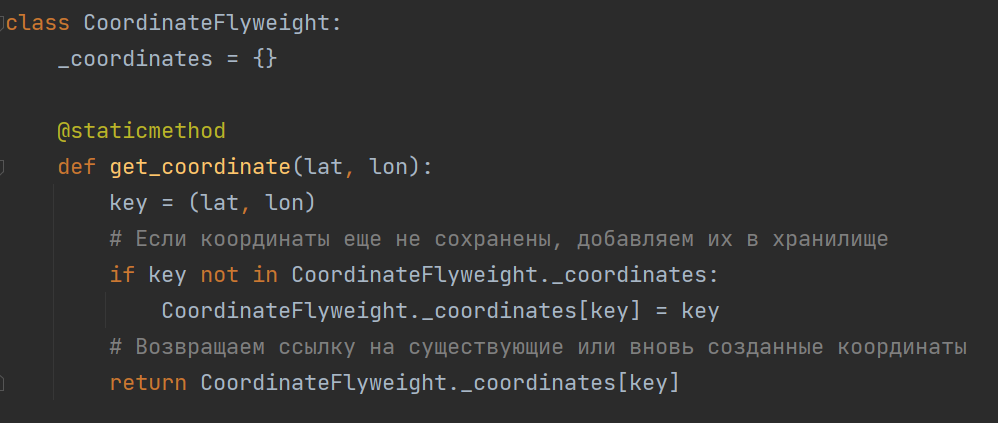 class CoordinateFlyweight:
    _coordinates = {}
    @staticmethod
    def get_coordinate(lat, lon):
        key = (lat, lon)
        # Если координаты еще не сохранены, добавляем их в хранилище
        if key not in CoordinateFlyweight._coordinates:
            CoordinateFlyweight._coordinates[key] = key
        # Возвращаем ссылку на существующие или вновь созданные координаты
        return CoordinateFlyweight._coordinates[key]